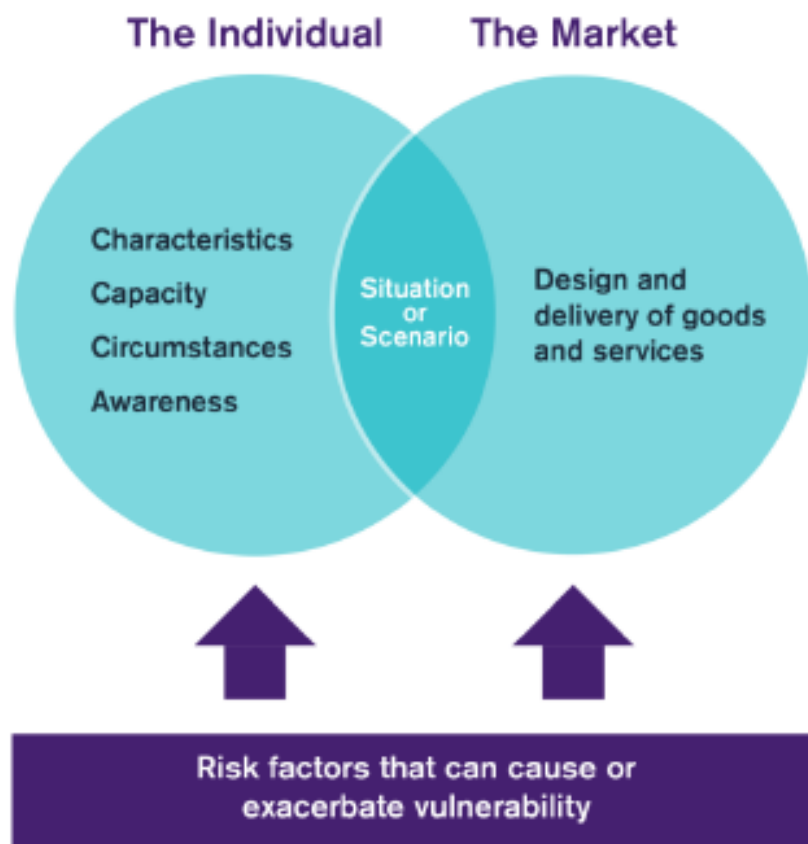 The Individual
The Market
Characteristics
Capacity
Circumstances
Awareness
Situation
or
Scenario
Design and
delivery of goods
and services
Risk factors that can cause or
exacerbate vulnerability